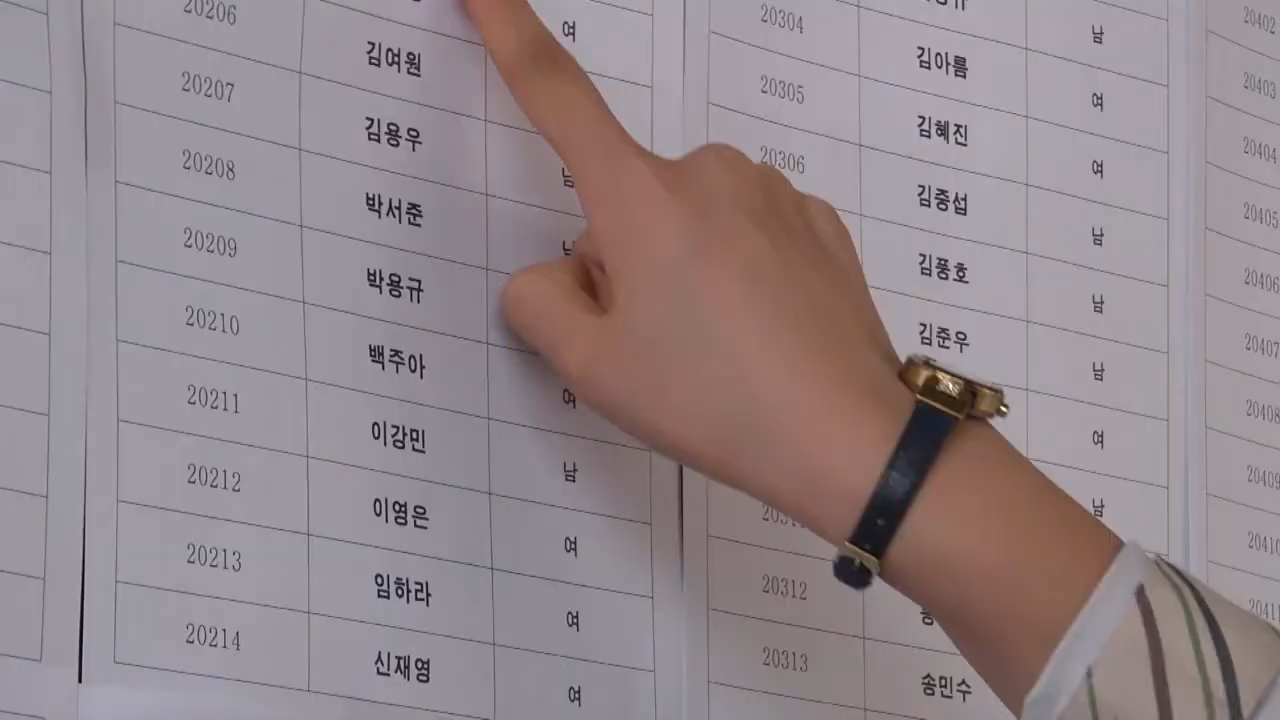 여
20206 김여원
20207 김용우 남
20208 박서준 남
20209 박용규
20210 백주아 여
20211 이강민 남
20212 이영은 여
20213 임하라 여
20214 신재영 여
남
20304 김아름 여
20305 김혜진 여
20306 김중섭 남
김풍호 남
김준우 남
여
남
20312
20313 송민수
20402
20403
20404
20405
20406
20407
20408
20409
20410